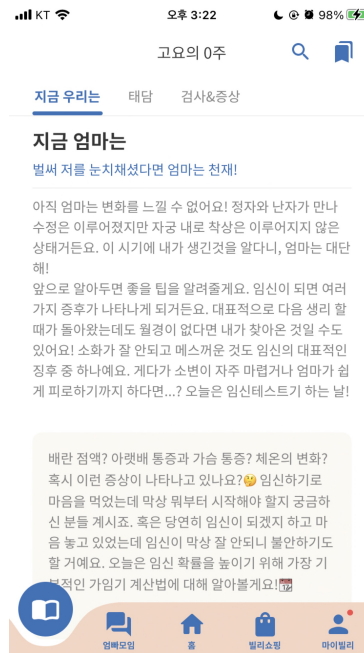 KT 오후 3:22 98%
고요의 0주
지금 우리는 태담 검사&증상
지금 엄마는
벌써 저를 눈치채셨다면 엄마는 천재!
아직 엄마는 변화를 느낄 수 없어요! 정자와 난자가 만나
수정은 이루어졌지만 자궁 내로 착상은 이루어지지 않은
상태거든요. 이 시기에 내가 생긴것을 알다니, 엄마는 대단
해!
앞으로 알아두면 좋을 팁을 알려줄게요. 임신이 되면 여러
가지 증후가 나타나게 되거든요. 대표적으로 다음 생리 할
때가 돌아왔는데도 월경이 없다면 내가 찾아온 것일 수도
있어요! 소화가 잘 안되고 메스꺼운 것도 임신의 대표적인
징후 중 하나예요. 게다가 소변이 자주 마렵거나 엄마가 쉽
게 피로하기까지 하다면...? 오늘은 임신테스트기 하는 날!
배란 점액? 아랫배 통증과 가슴 통증? 체온의 변화?
혹시 이런 증상이 나타나고 있나요?🤔 임신하기로
마음을 먹었는데 막상 뭐부터 시작해야 할지 궁금하
신 분들 계시죠. 혹은 당연히 임신이 되겠지 하고 마
음 놓고 있었는데 임신이 막상 잘 안되니 불안하기도
할 거예요. 오늘은 임신 확률을 높이기 위해 가장 기
본적인 가임기 계산법에 대해 알아볼게요!📆
엄빠모임 홈 빌리쇼핑 마이빌리